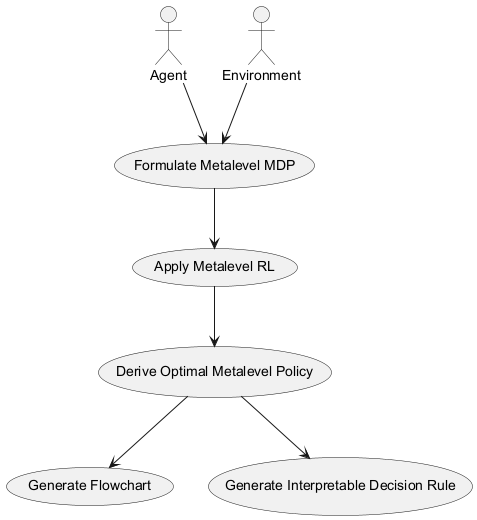 Agent
Environment
Formulate Metalevel MDP
Apply Metalevel RL
Derive Optimal Metalevel Policy
Generate Flowchart
Generate Interpretable Decision Rule